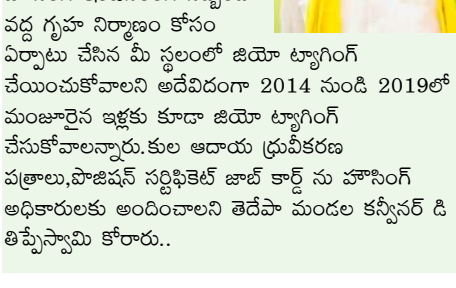 వద్ద గృహ నిర్మాణం కోసం
ఏర్పాటు చేసిన మీ స్థలంలో జియో ట్యాగింగ్
చేయించుకోవాలని అదేవిదంగా 2014 నుండి 2019లో
మంజూరైన ఇళ్లకు కూడా జియో ట్యాగింగ్
చేసుకోవాలన్నారు.కుల ఆదాయ ధ్రువీకరణ
పత్రాలు,పొజిషన్ సర్టిఫికెట్ జాబ్ కార్డ్ ను హౌసింగ్
అధికారులకు అందించాలని తెదేపా మండల కన్వీనర్ డి
తిప్పేస్వామి కోరారు..